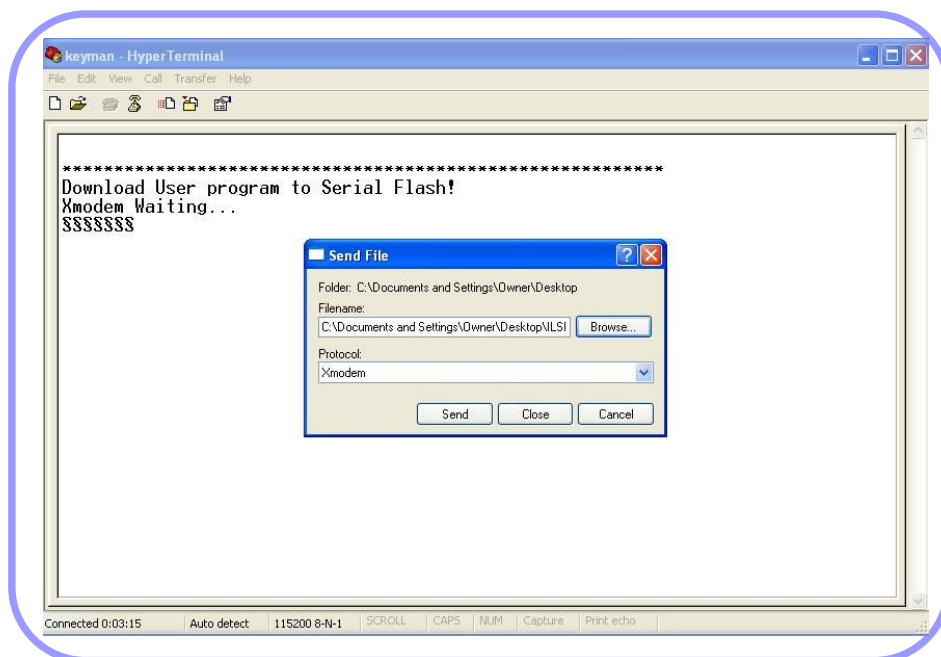 keyman - HyperTerminal
File Edit View Call Transfer Help
************************************************************
Download User program to Serial Flash!
Xmodem Waiting...
§§§§§§§
Send File
Folder: C:\Documents and Settings\Owner\Desktop
Filename:
C:\Documents and Settings\Owner\Desktop\ILSI Browse...
Protocol:
Xmodem
Send Close Cancel
Connected 0:03:15 Auto detect 115200 8-N-1 SCROLL CAPS NUM Capture Print echo